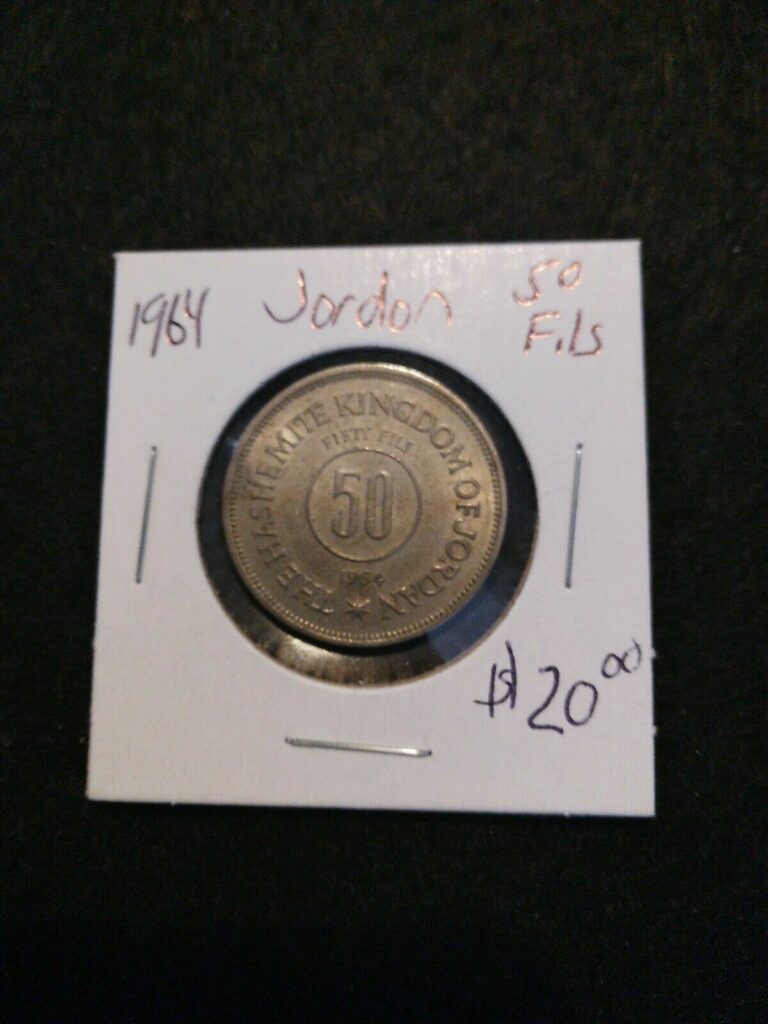 1964 Jordon 50
Fils
THE HASHEMITE KINGDOM OF JORDAN
FIFTY FILS
50
1964
$20.00